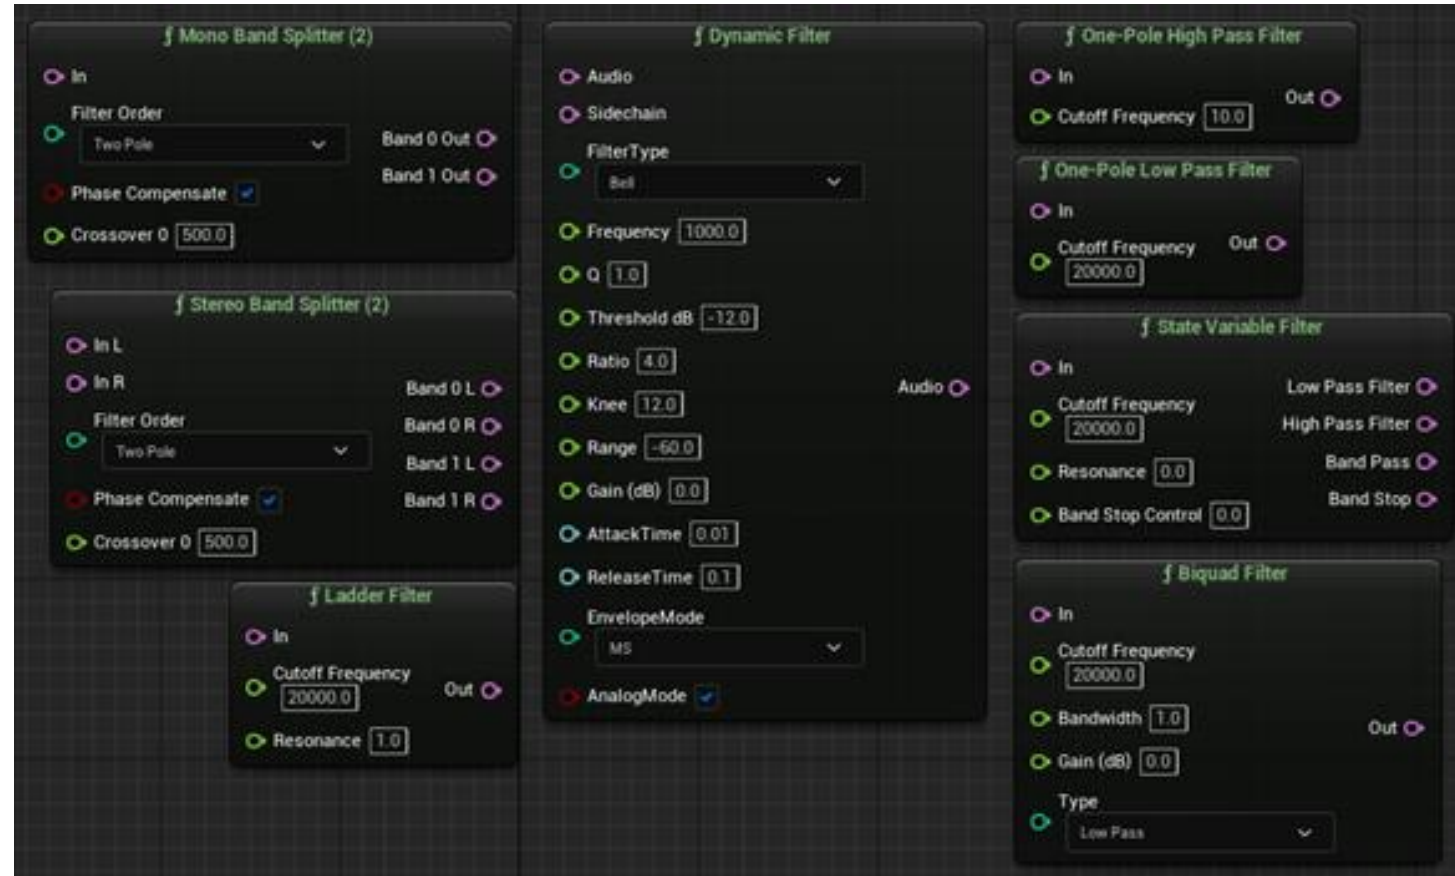 ƒ Mono Band Splitter (2)
In
Filter Order
Two Pole
Band 0 Out
Band 1 Out
Phase Compensate
Crossover 0 500.0
ƒ Stereo Band Splitter (2)
In L
In R
Band 0 L
Filter Order
Band 0 R
Two Pole
Band 1 L
Phase Compensate
Band 1 R
Crossover 0 500.0
ƒ Ladder Filter
In
Cutoff Frequency
20000.0
Out
Resonance 1.0
ƒ Dynamic Filter
Audio
Sidechain
FilterType
Bell
Frequency 1000.0
Q 1.0
Threshold dB -12.0
Ratio 4.0
Audio
Knee 12.0
Range -60.0
Gain (dB) 0.0
AttackTime 0.01
ReleaseTime 0.1
EnvelopeMode
MS
AnalogMode
ƒ One-Pole High Pass Filter
In
Out
Cutoff Frequency 10.0
ƒ One-Pole Low Pass Filter
In
Cutoff Frequency
Out
20000.0
ƒ State Variable Filter
In
Low Pass Filter
Cutoff Frequency
20000.0
High Pass Filter
Resonance 0.0
Band Pass
Band Stop
Band Stop Control 0.0
ƒ Biquad Filter
In
Cutoff Frequency
20000.0
Bandwidth 1.0
Out
Gain (dB) 0.0
Type
Low Pass